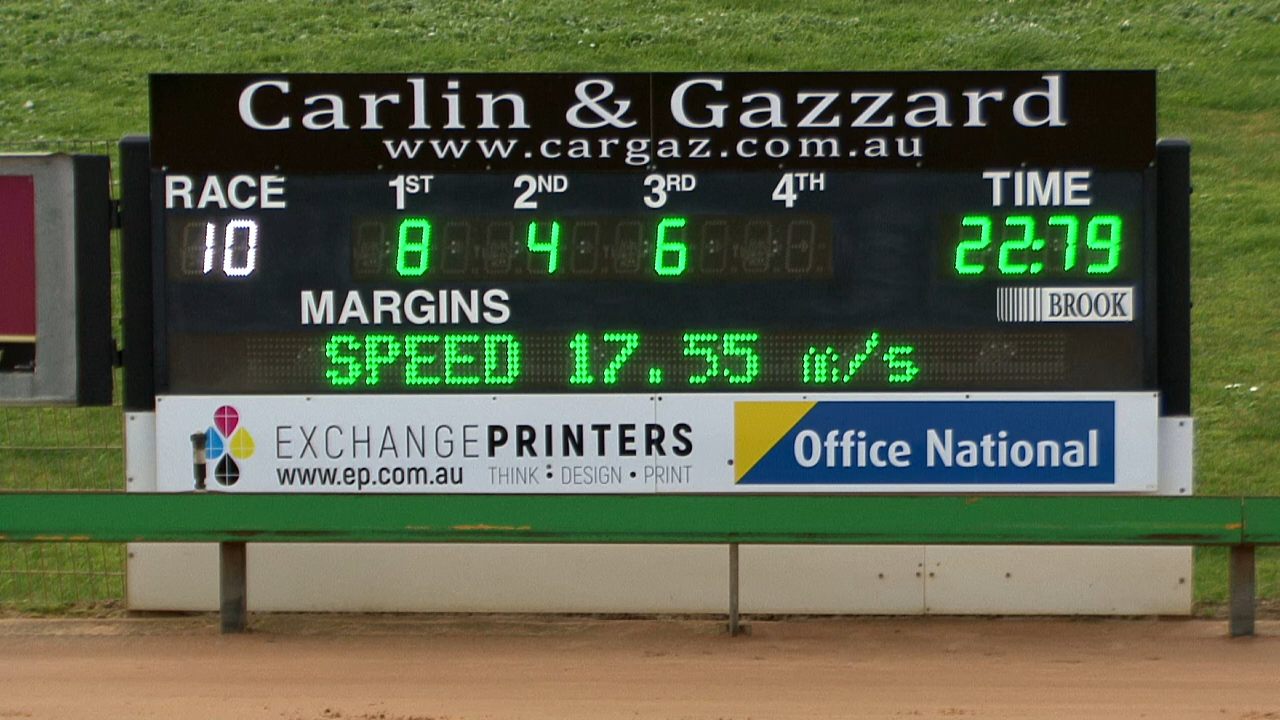 Carlin & Gazzard
www.cargaz.com.au
RACE 1ST 2ND 3RD 4TH TIME
10 8 4 6 22:79
MARGINS BROOK
SPEED 17.55 m/s
EXCHANGEPRINTERS
www.ep.com.au THINK : DESIGN • PRINT
Office National